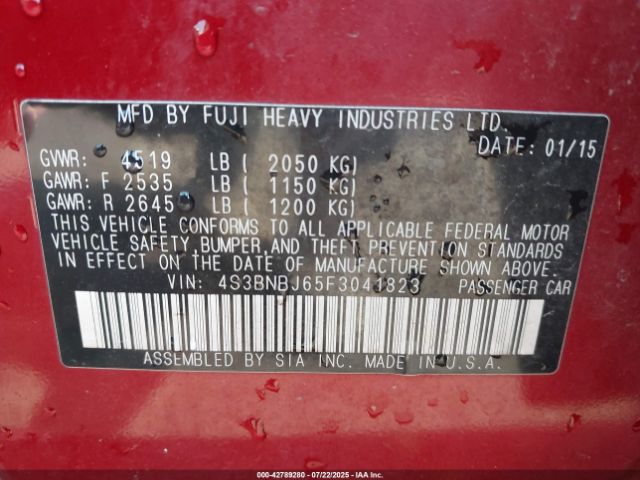 MFD BY FUJI HEAVY INDUSTRIES LTD.
DATE: 01/15
GVWR: 4519 LB ( 2050 KG)
GAWR: F 2535 LB ( 1150 KG)
GAWR: R 2645 LB ( 1200 KG)
THIS VEHICLE CONFORMS TO ALL APPLICABLE FEDERAL MOTOR
VEHICLE SAFETY, BUMPER, AND THEFT PREVENTION STANDARDS
IN EFFECT ON THE DATE OF MANUFACTURE SHOWN ABOVE.
VIN: 4S3BNBJ65F3041823 PASSENGER CAR
ASSEMBLED BY SIA INC. MADE IN U.S.A.
000-42789280 - 07/22/2025 - IAAI.COM